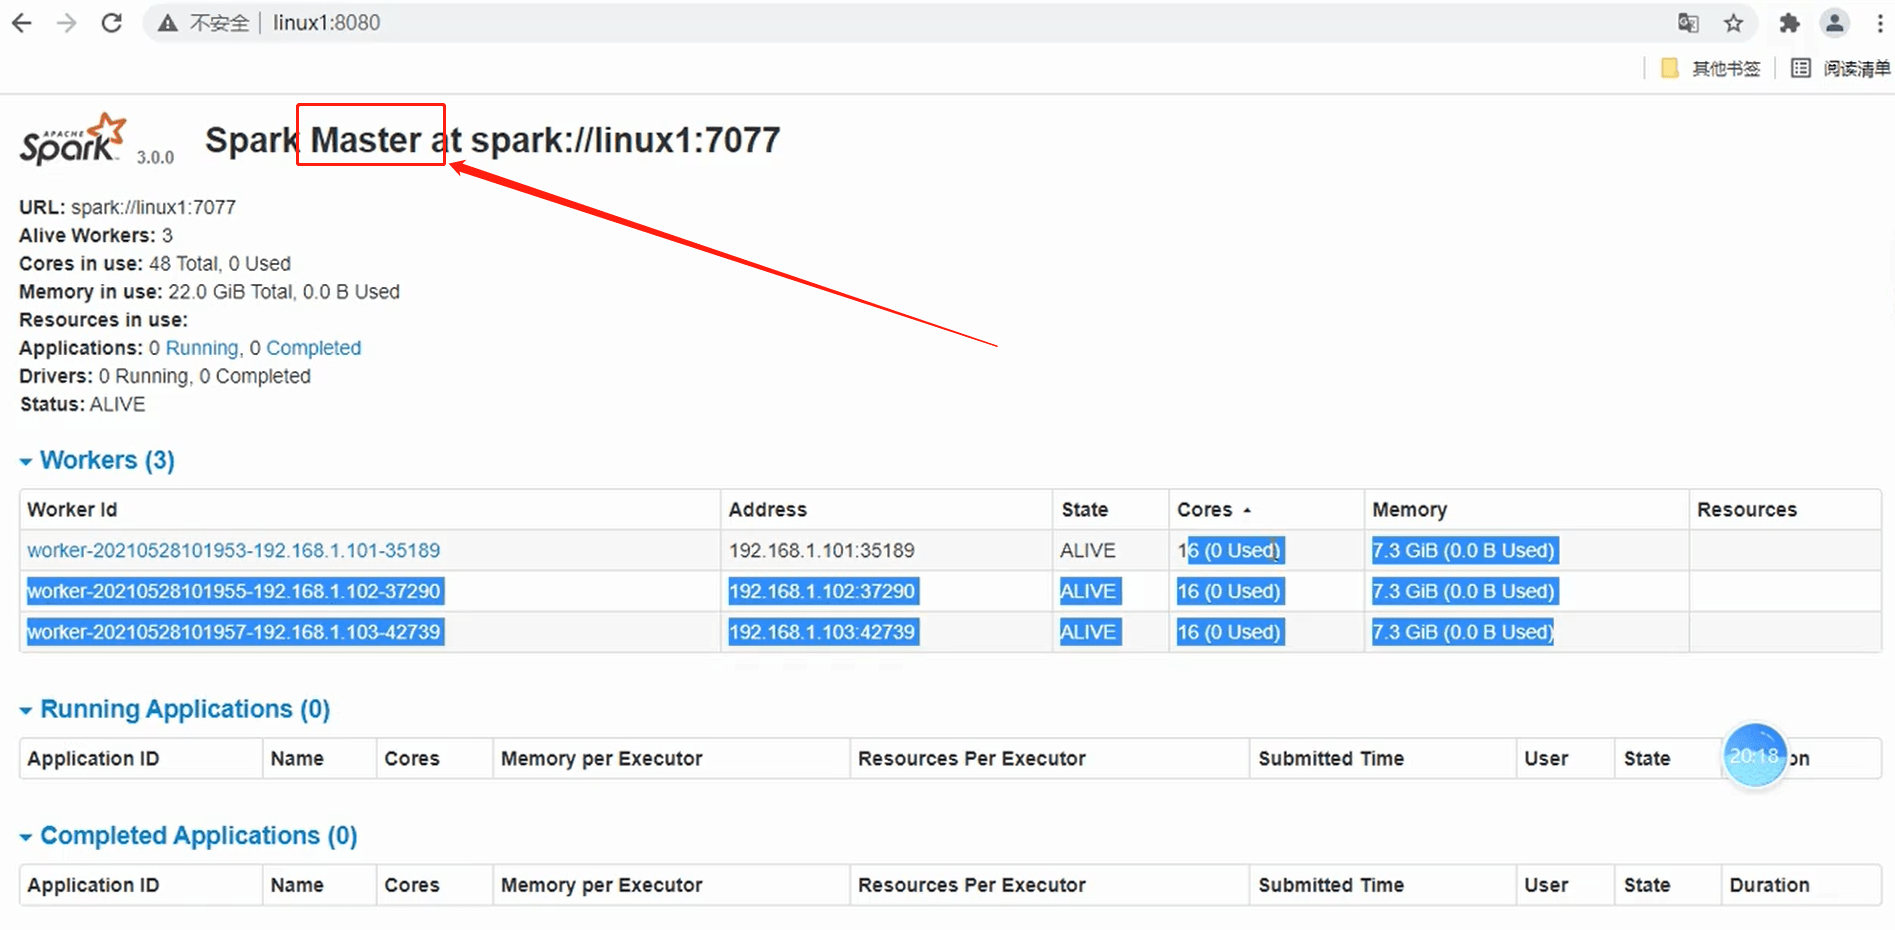 不安全 linux1:8080
其他书签 阅读清单
APACHE Spark 3.0.0 Spark Master at spark://linux1:7077
URL: spark://linux1:7077
Alive Workers: 3
Cores in use: 48 Total, 0 Used
Memory in use: 22.0 GiB Total, 0.0 B Used
Resources in use:
Applications: 0 Running, 0 Completed
Drivers: 0 Running, 0 Completed
Status: ALIVE
Workers (3)
Worker Id Address State Cores Memory Resources
worker-20210528101953-192.168.1.101-35189 192.168.1.101:35189 ALIVE 16 (0 Used) 7.3 GiB (0.0 B Used)
worker-20210528101955-192.168.1.102-37290 192.168.1.102:37290 ALIVE 16 (0 Used) 7.3 GiB (0.0 B Used)
worker-20210528101957-192.168.1.103-42739 192.168.1.103:42739 ALIVE 16 (0 Used) 7.3 GiB (0.0 B Used)
Running Applications (0)
Application ID Name Cores Memory per Executor Resources Per Executor Submitted Time User State 20:18 on
Completed Applications (0)
Application ID Name Cores Memory per Executor Resources Per Executor Submitted Time User State Duration